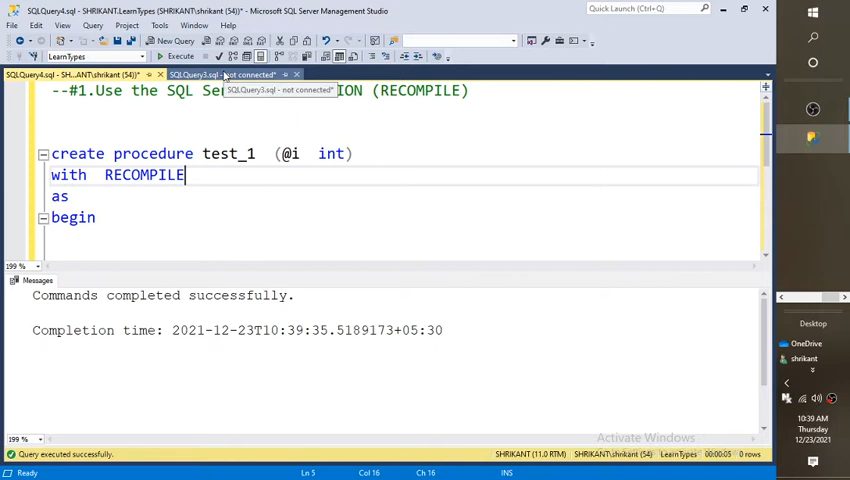 SQLQuery4.sql - SHRIKANT.LearnTypes (SHRIKANT\shrikant (54))* - Microsoft SQL Server Management Studio
Quick Launch (Ctrl+Q)
File Edit View Query Project Tools Window Help
New Query
LearnTypes
Execute
SQLQuery4.sql - SH...ANT\shrikant (54))*
SQLQuery3.sql - not connected*
SQLQuery3.sql - not connected*
--#1.Use the SQL Ser ION (RECOMPILE)
create procedure test_1 (@i int)
with RECOMPILE
as
begin
199 %
Messages
Commands completed successfully.
Completion time: 2021-12-23T10:39:35.5189173+05:30
199 %
Activate Windows
Query executed successfully.
SHRIKANT (11.0 RTM)
SHRIKANT\shrikant (54)
LearnTypes
00:00:05
0 rows
Ready
Ln 5
Col 16
Ch 16
INS
Desktop
OneDrive
shrikant
10:39 AM
Thursday
12/23/2021